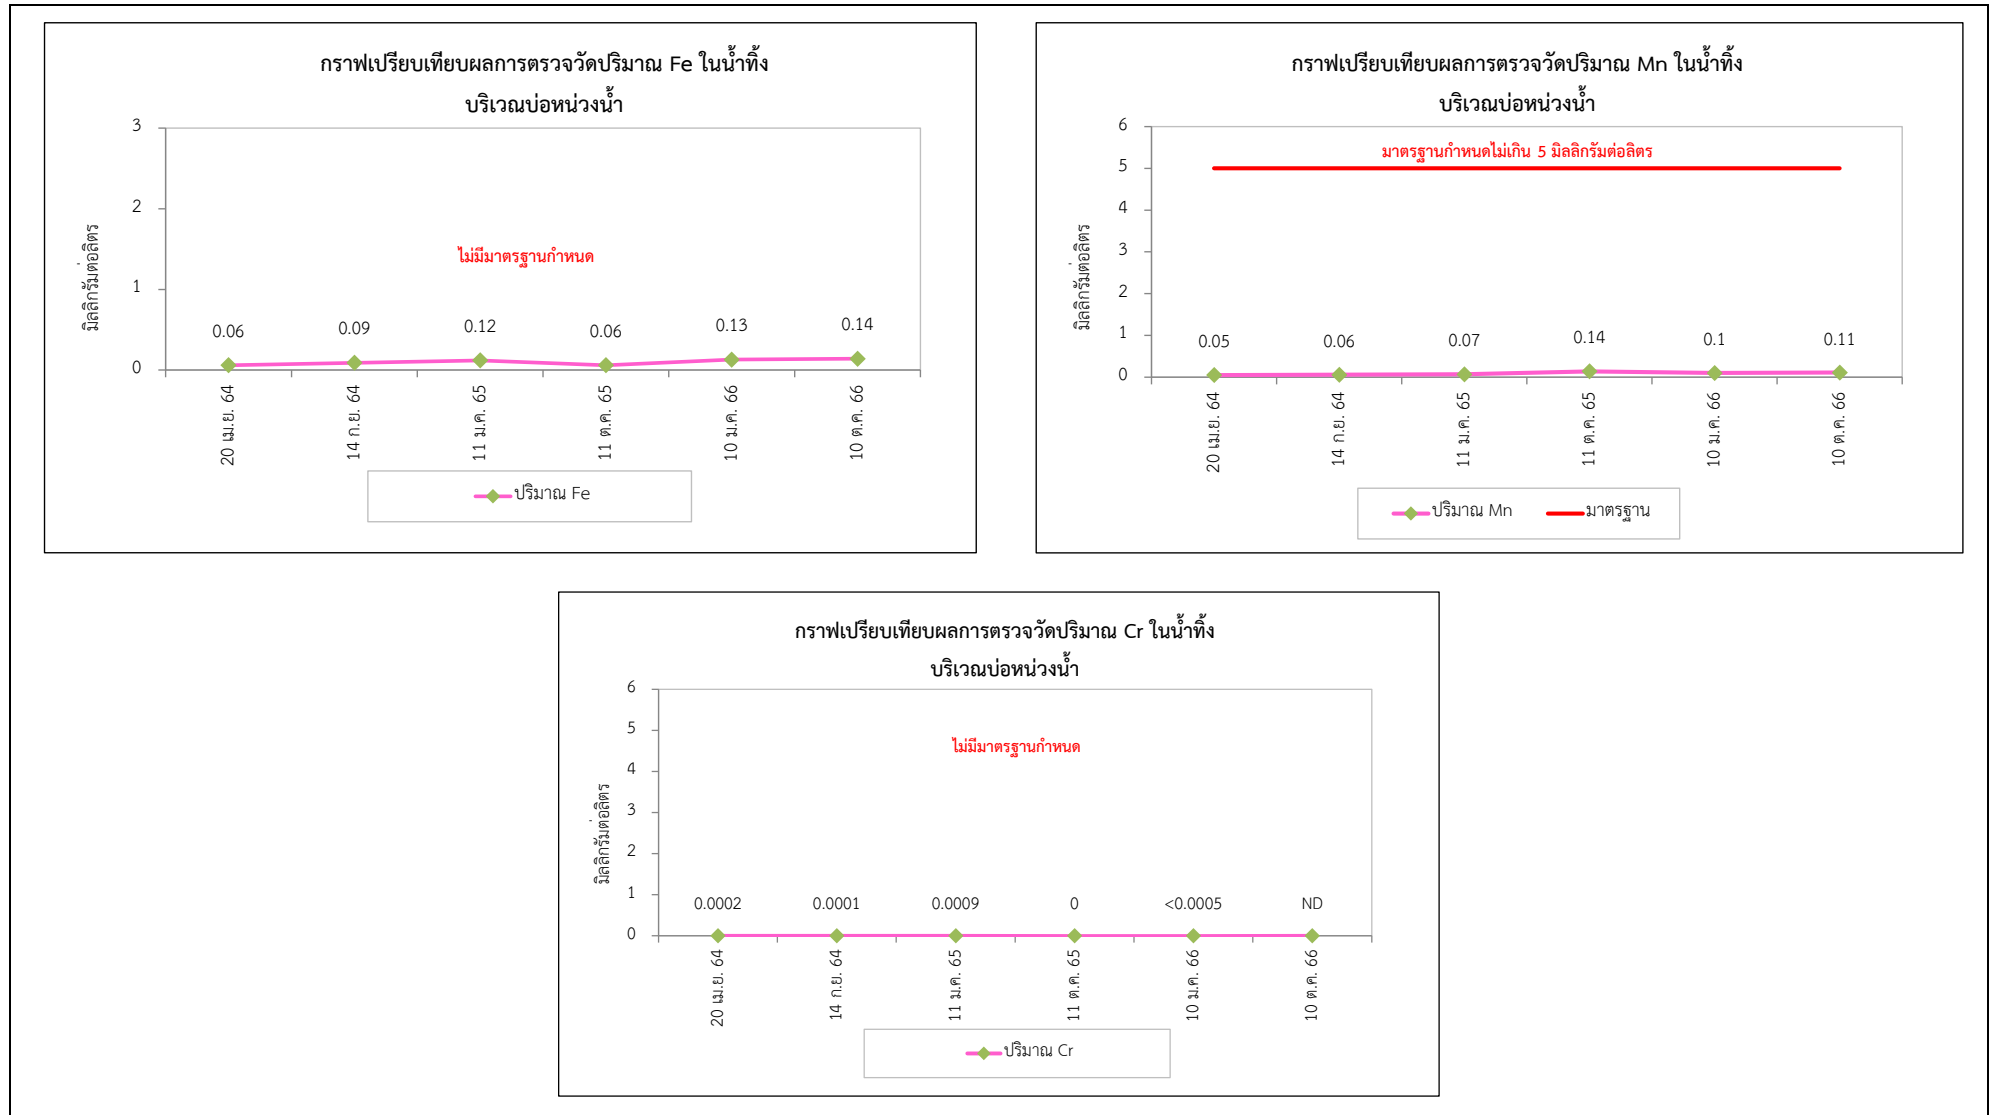 กราฟเปรียบเทียบผลการตรวจวัดปริมาณ Fe ในน้ำทิ้ง
บริเวณบ่อหน่วงน้ำ
3
2
1
0
มิลลิกรัมต่อลิตร
ไม่มีมาตรฐานกำหนด
0.06
0.09
0.12
0.06
0.13
0.14
20 เม.ย. 64
14 ก.ย. 64
11 ม.ค. 65
11 ต.ค. 65
10 ม.ค. 66
10 ต.ค. 66
ปริมาณ Fe
กราฟเปรียบเทียบผลการตรวจวัดปริมาณ Mn ในน้ำทิ้ง
บริเวณบ่อหน่วงน้ำ
6
5
4
3
2
1
0
มิลลิกรัมต่อลิตร
มาตรฐานกำหนดไม่เกิน 5 มิลลิกรัมต่อลิตร
0.05
0.06
0.07
0.14
0.1
0.11
20 เม.ย. 64
14 ก.ย. 64
11 ม.ค. 65
11 ต.ค. 65
10 ม.ค. 66
10 ต.ค. 66
ปริมาณ Mn
มาตรฐาน
กราฟเปรียบเทียบผลการตรวจวัดปริมาณ Cr ในน้ำทิ้ง
บริเวณบ่อหน่วงน้ำ
6
5
4
3
2
1
0
มิลลิกรัมต่อลิตร
ไม่มีมาตรฐานกำหนด
0.0002
0.0001
0.0009
0
<0.0005
ND
20 เม.ย. 64
14 ก.ย. 64
11 ม.ค. 65
11 ต.ค. 65
10 ม.ค. 66
10 ต.ค. 66
ปริมาณ Cr